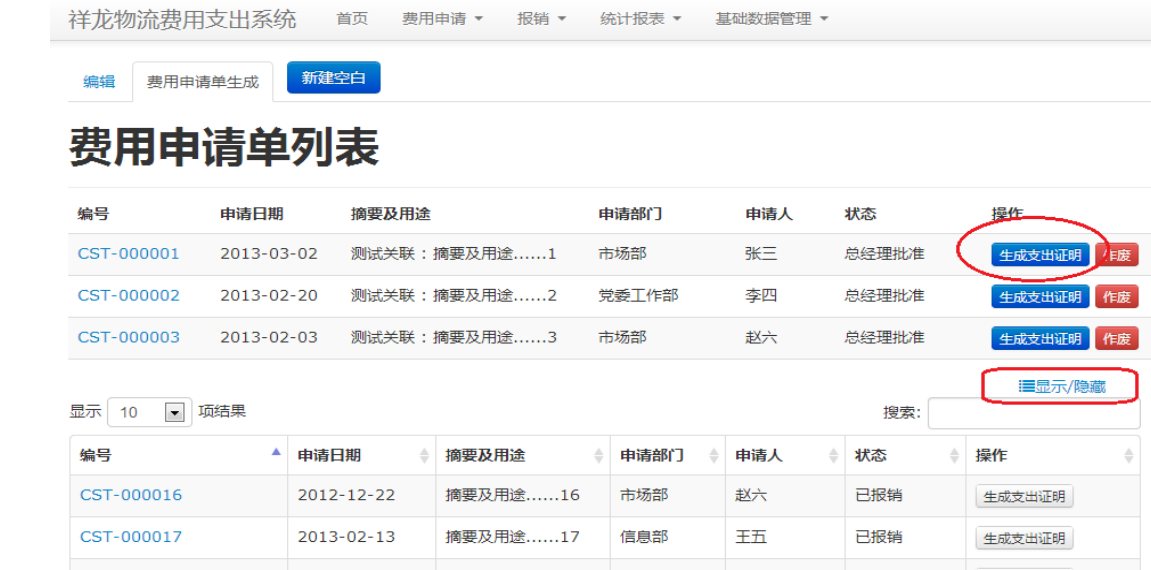 祥龙物流费用支出系统 首页 费用申请 报销 统计报表 基础数据管理
编辑 费用申请单生成 新建空白
费用申请单列表
编号 申请日期 摘要及用途 申请部门 申请人 状态 操作
CST-000001 2013-03-02 测试关联：摘要及用途……1 市场部 张三 总经理批准 生成支出证明 作废
CST-000002 2013-02-20 测试关联：摘要及用途……2 党委工作部 李四 总经理批准 生成支出证明 作废
CST-000003 2013-02-03 测试关联：摘要及用途……3 市场部 赵六 总经理批准 生成支出证明 作废
显示/隐藏
显示 10 项结果 搜索:
编号 申请日期 摘要及用途 申请部门 申请人 状态 操作
CST-000016 2012-12-22 摘要及用途……16 市场部 赵六 已报销 生成支出证明
CST-000017 2013-02-13 摘要及用途……17 信息部 王五 已报销 生成支出证明